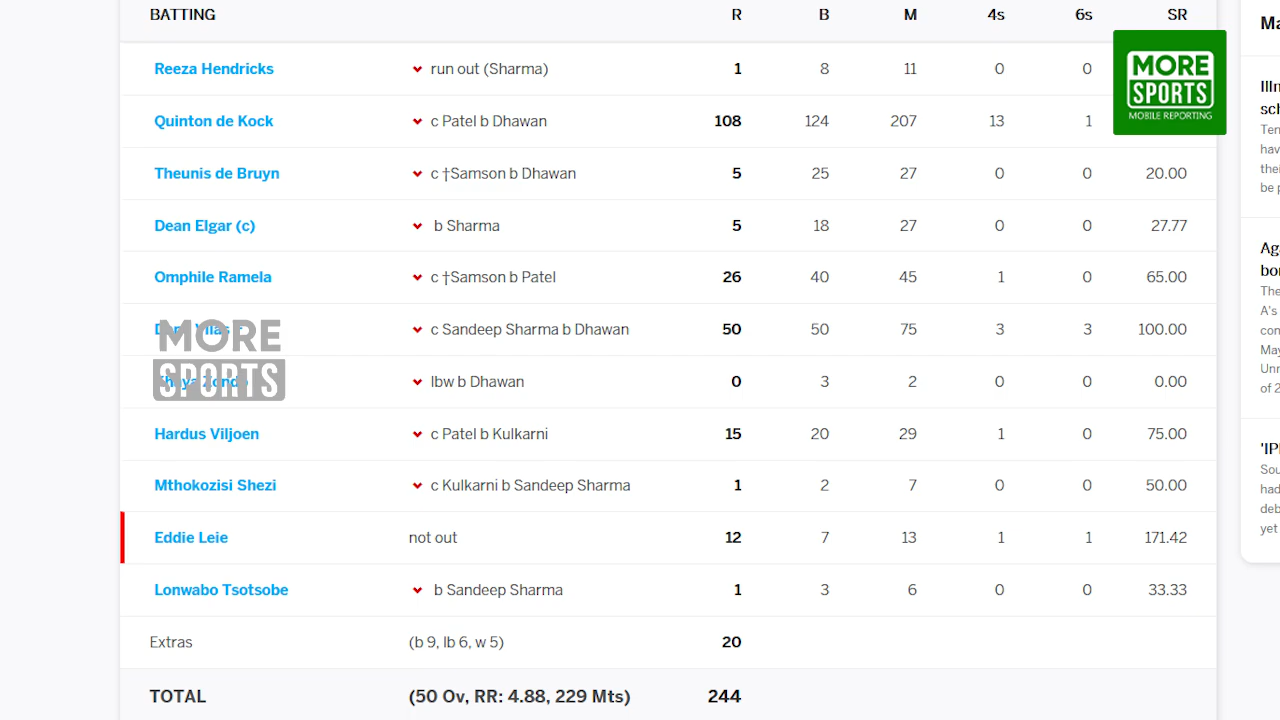 BATTING R B M 4s 6s SR
Reeza Hendricks run out (Sharma) 1 8 11 0 0
Quinton de Kock c Patel b Dhawan 108 124 207 13 1
Theunis de Bruyn c †Samson b Dhawan 5 25 27 0 0 20.00
Dean Elgar (c) b Sharma 5 18 27 0 0 27.77
Omphile Ramela c †Samson b Patel 26 40 45 1 0 65.00
c Sandeep Sharma b Dhawan 50 50 75 3 3 100.00
lbw b Dhawan 0 3 2 0 0 0.00
Hardus Viljoen c Patel b Kulkarni 15 20 29 1 0 75.00
Mthokozisi Shezi c Kulkarni b Sandeep Sharma 1 2 7 0 0 50.00
Eddie Leie not out 12 7 13 1 1 171.42
Lonwabo Tsotsobe b Sandeep Sharma 1 3 6 0 0 33.33
Extras (b 9, lb 6, w 5) 20
TOTAL (50 Ov, RR: 4.88, 229 Mts) 244
MORE
SPORTS
MOBILE REPORTING
MORE
SPORTS
The
A's
May
of 2
had
yet